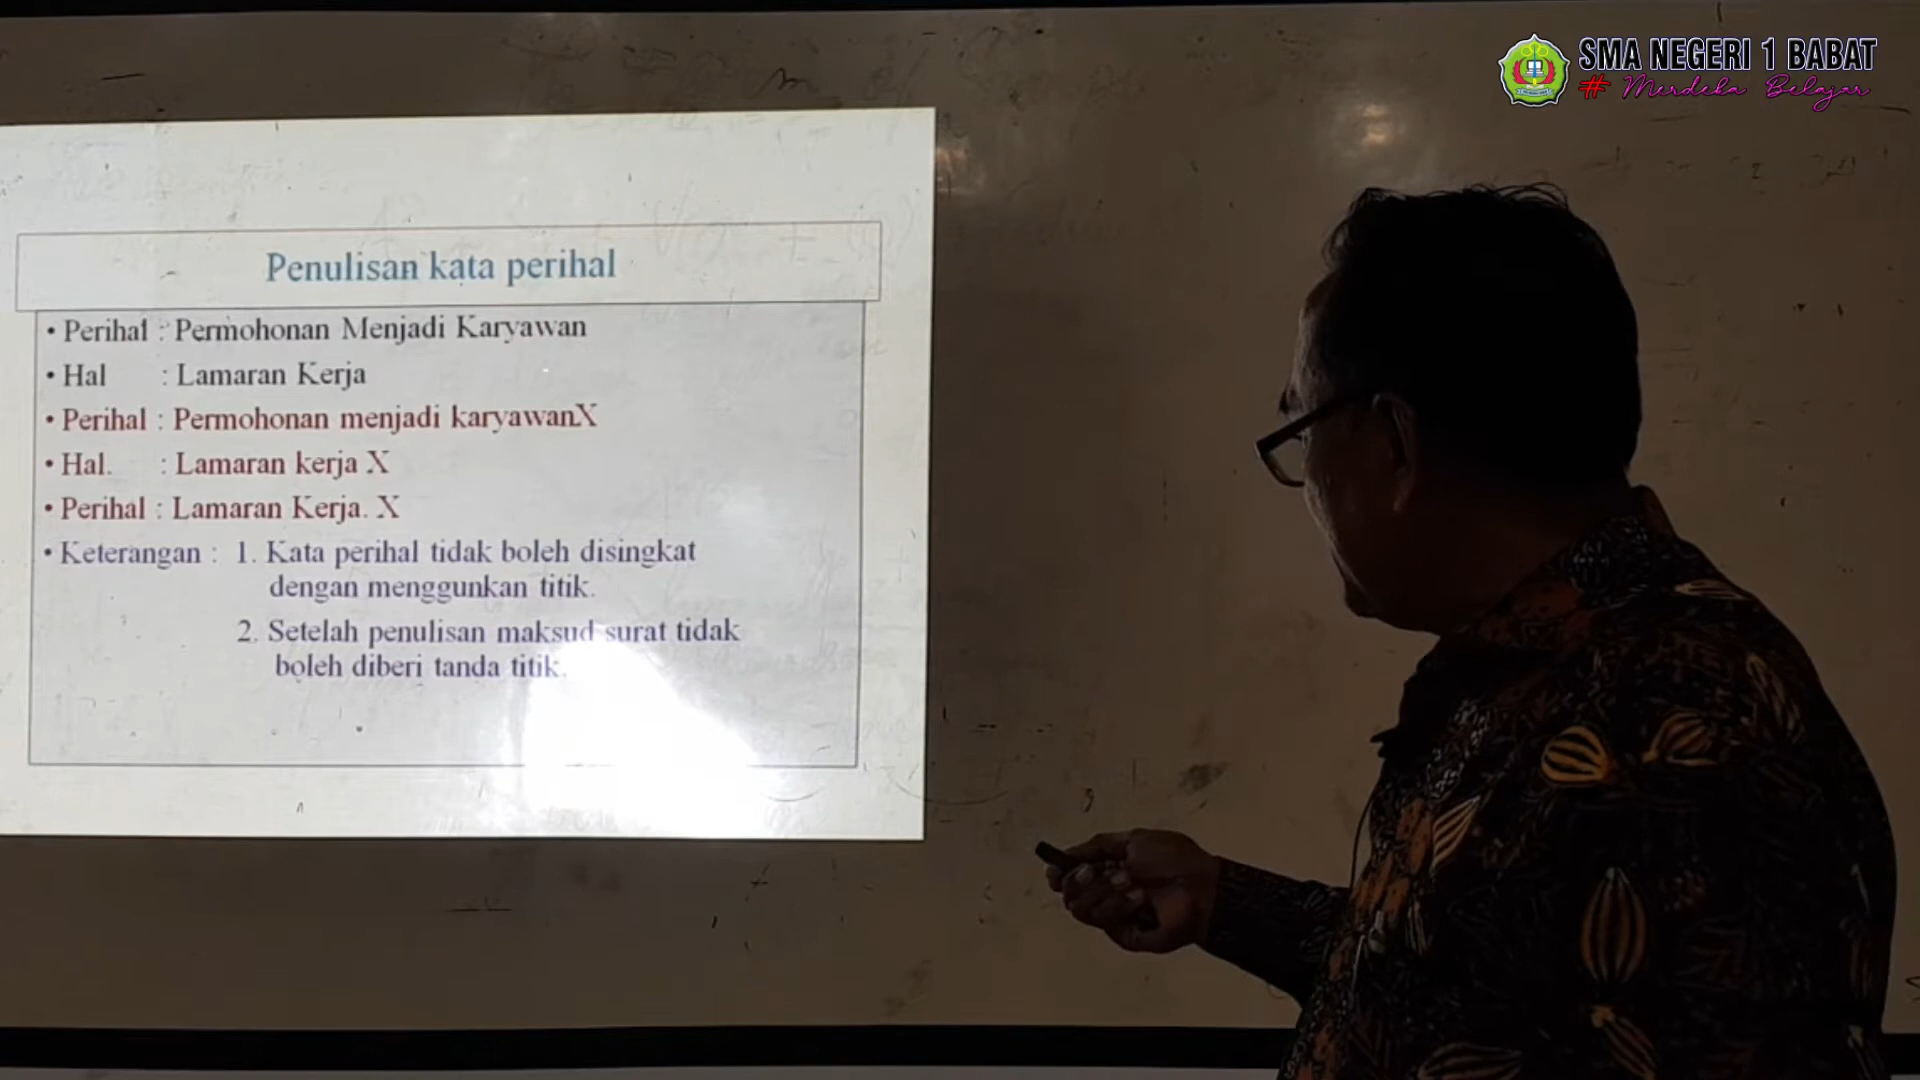 SMA NEGERI 1 BABAT
# Merdeka Belajar
Penulisan kata perihal
• Perihal : Permohonan Menjadi Karyawan
• Hal : Lamaran Kerja
• Perihal : Permohonan menjadi karyawanX
• Hal. : Lamaran kerja X
• Perihal : Lamaran Kerja. X
• Keterangan : 1. Kata perihal tidak boleh disingkat
dengan menggunkan titik.
2. Setelah penulisan maksud surat tidak
boleh diberi tanda titik.